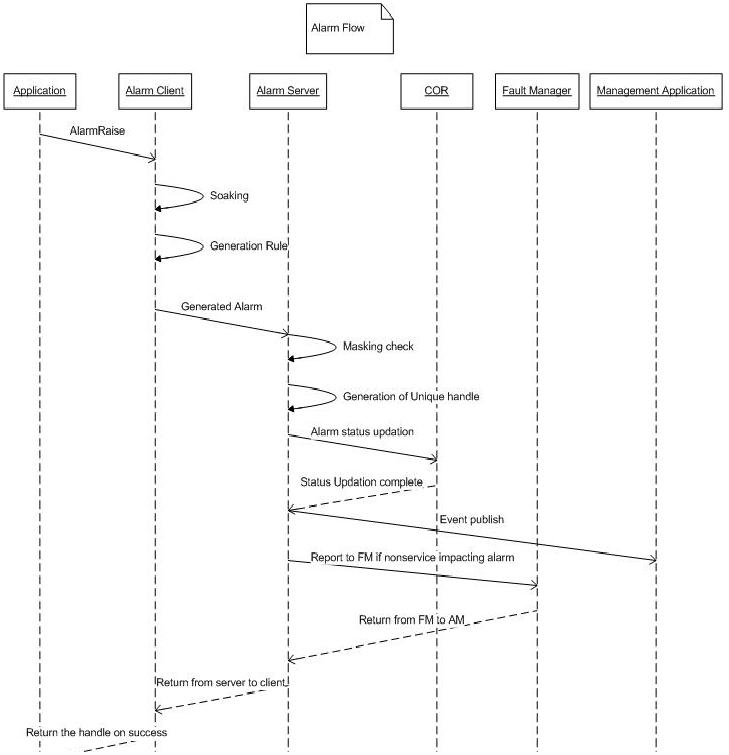 Alarm Flow
Application
Alarm Client
Alarm Server
COR
Fault Manager
Management Application
AlarmRaise
Soaking
Generation Rule
Generated Alarm
Masking check
Generation of Unique handle
Alarm status updation
Status Updation complete
Event publish
Report to FM if nonservice impacting alarm
Return from FM to AM
Return from server to client
Return the handle on success